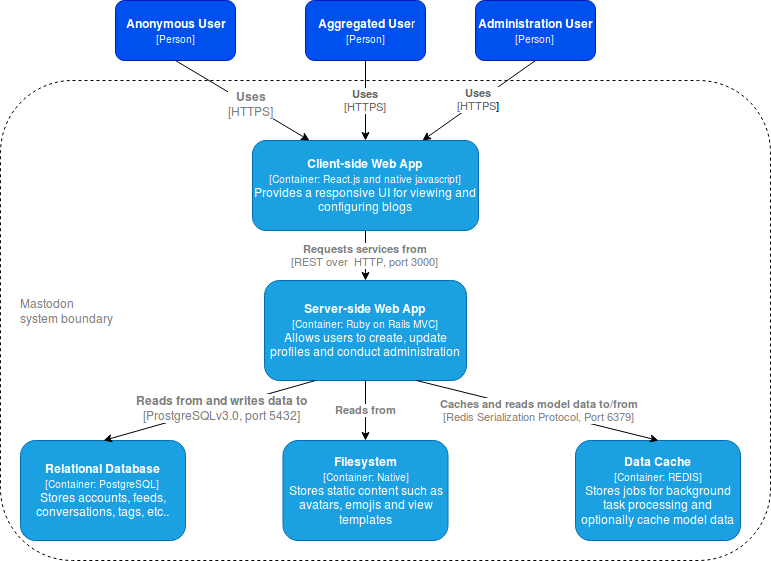 Anonymous User
[Person]
Aggregated User
[Person]
Administration User
[Person]
Uses
[HTTPS]
Uses
[HTTPS]
Uses
[HTTPS]
Client-side Web App
[Container: React.js and native javascript]
Provides a responsive UI for viewing and
configuring blogs
Requests services from
[REST over HTTP, port 3000]
Mastodon
system boundary
Server-side Web App
[Container: Ruby on Rails MVC]
Allows users to create, update
profiles and conduct administration
Reads from and writes data to
[ProstgreSQLv3.0, port 5432]
Reads from
Caches and reads model data to/from
[Redis Serialization Protocol, Port 6379]
Relational Database
[Container: PostgreSQL]
Stores accounts, feeds,
conversations, tags, etc..
Filesystem
[Container: Native]
Stores static content such as
avatars, emojis and view
templates
Data Cache
[Container: REDIS]
Stores jobs for background
task processing and
optionally cache model data